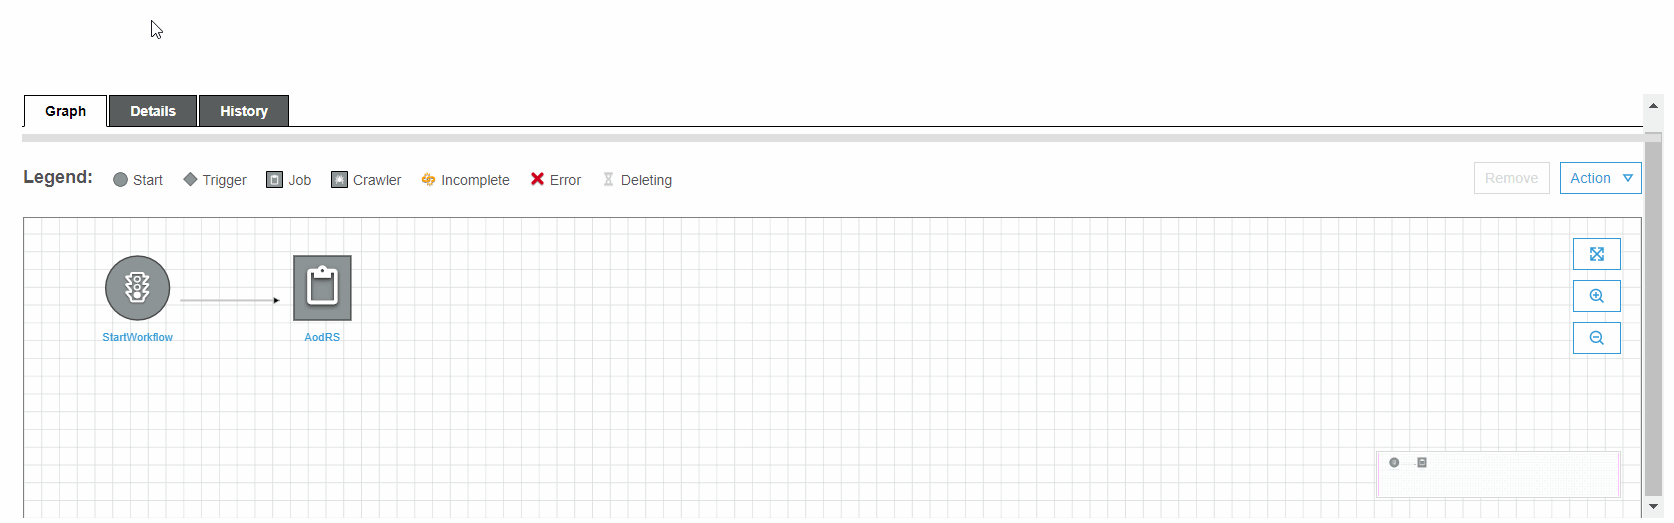 Graph Details History
Legend: Start Trigger Job Crawler Incomplete Error Deleting
Remove Action
StartWorkflow AodRS